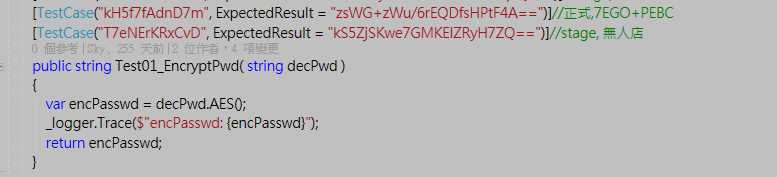 [TestCase("kH5f7fAdnD7m", ExpectedResult = "zsWG+zWu/6rEQDfsHPtF4A==")]//正式,7EGO+PEBC
[TestCase("T7eNErKRxCvD", ExpectedResult = "kS5ZjSKwe7GMKEIZRyH7ZQ==")]//stage, 無人店
0 個參考|Sky, 255 天前|2 位作者，4 項變更
public string Test01_EncryptPwd( string decPwd )
{
var encPasswd = decPwd.AES();
_logger.Trace($"encPasswd: {encPasswd}");
return encPasswd;
}